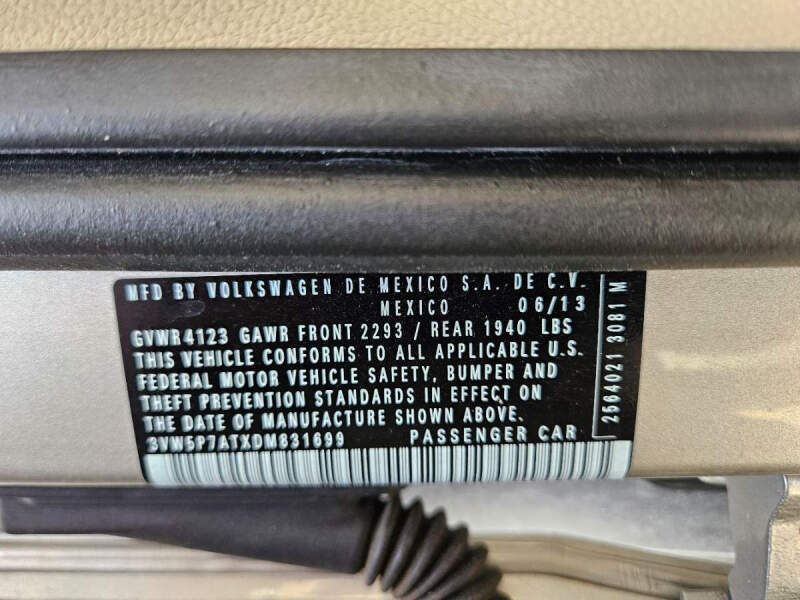 MFD BY VOLKSWAGEN DE MEXICO S.A. DE C.V.
MEXICO 06/13
GVWR4123 GAWR FRONT 2293 / REAR 1940 LBS
THIS VEHICLE CONFORMS TO ALL APPLICABLE U.S.
FEDERAL MOTOR VEHICLE SAFETY, BUMPER AND
THEFT PREVENTION STANDARDS IN EFFECT ON
THE DATE OF MANUFACTURE SHOWN ABOVE.
3VW5P7ATXDM831699 PASSENGER CAR
2564021 3081 M